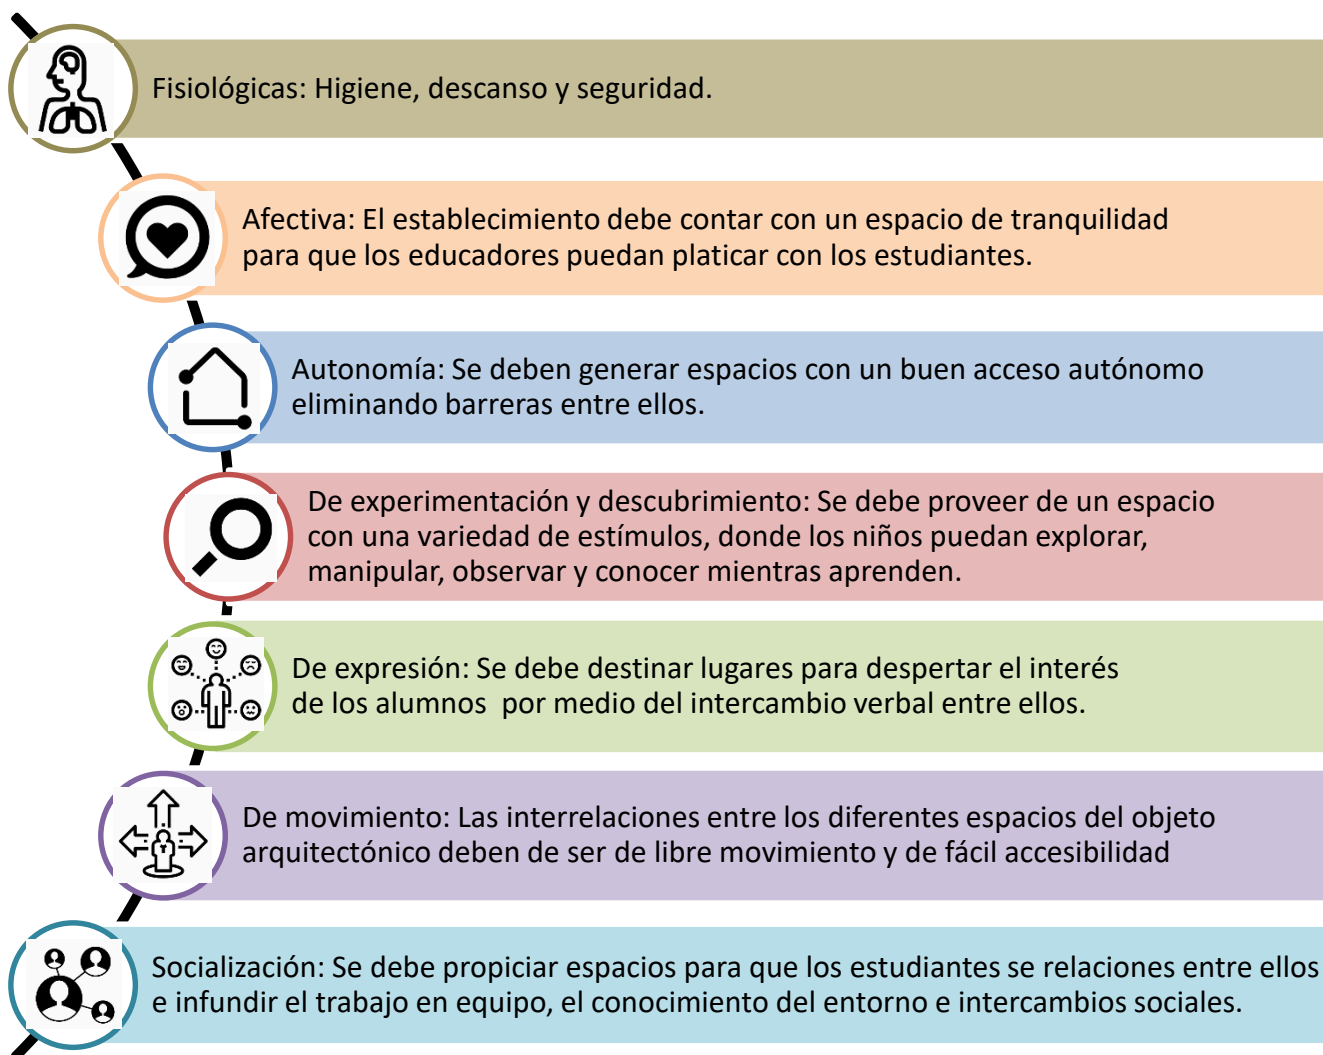 Fisiológicas: Higiene, descanso y seguridad.
Afectiva: El establecimiento debe contar con un espacio de tranquilidad
para que los educadores puedan platicar con los estudiantes.
Autonomía: Se deben generar espacios con un buen acceso autónomo
eliminando barreras entre ellos.
De experimentación y descubrimiento: Se debe proveer de un espacio
con una variedad de estímulos, donde los niños puedan explorar,
manipular, observar y conocer mientras aprenden.
De expresión: Se debe destinar lugares para despertar el interés
de los alumnos  por medio del intercambio verbal entre ellos.
De movimiento: Las interrelaciones entre los diferentes espacios del objeto
arquitectónico deben de ser de libre movimiento y de fácil accesibilidad
Socialización: Se debe propiciar espacios para que los estudiantes se relaciones entre ellos
e infundir el trabajo en equipo, el conocimiento del entorno e intercambios sociales.